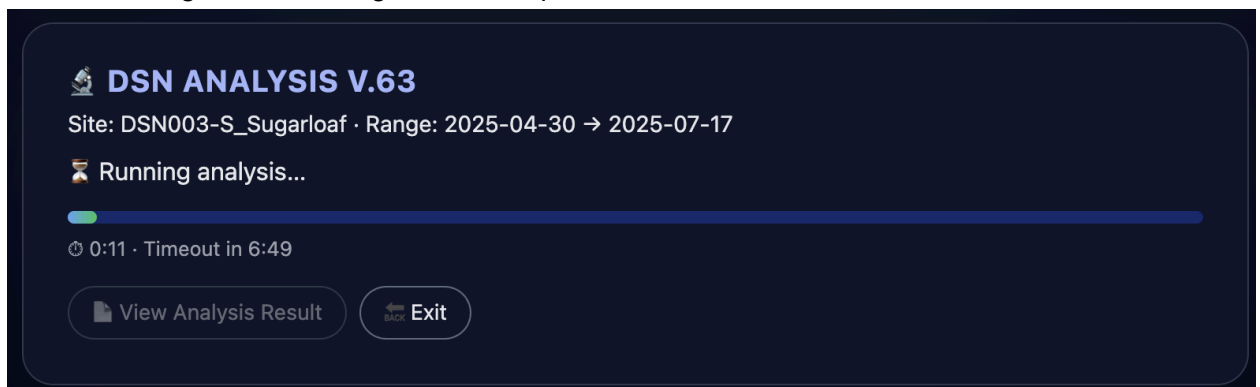 🔬 DSN ANALYSIS V.63
Site: DSN003-S_Sugarloaf · Range: 2025-04-30 → 2025-07-17
⏳ Running analysis...
⏱ 0:11 · Timeout in 6:49
📄 View Analysis Result 🔙 Exit